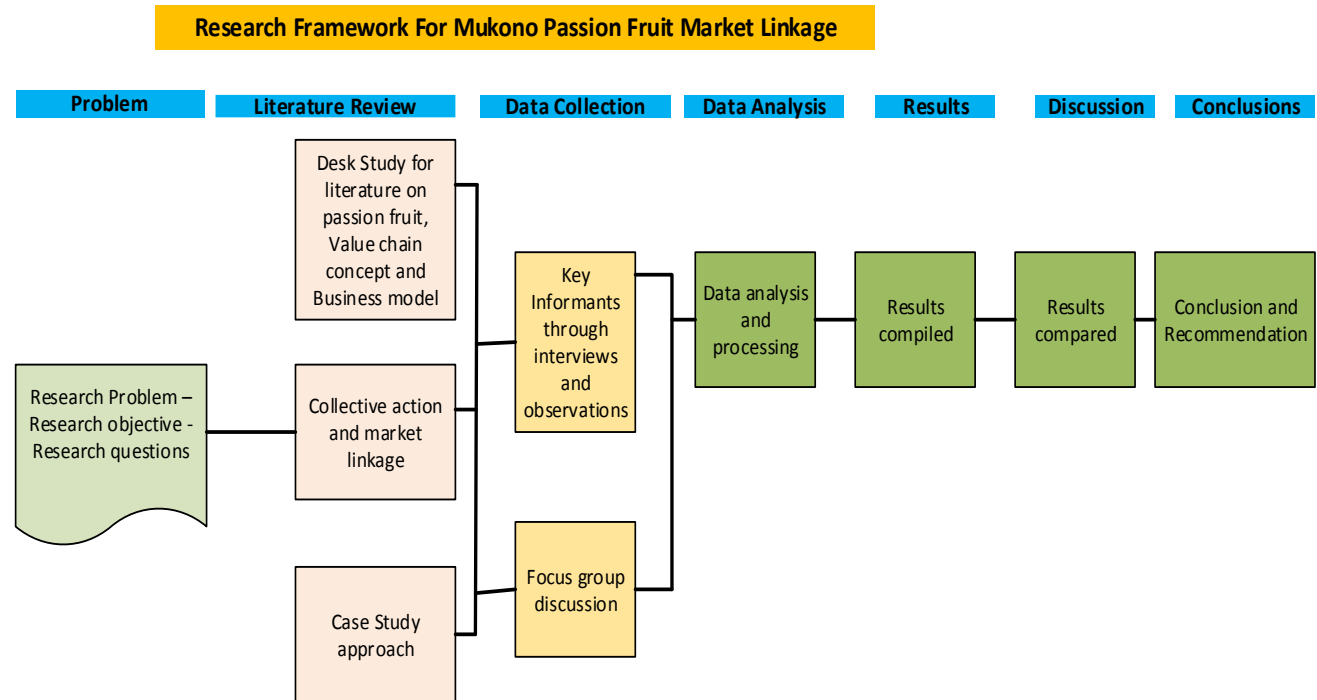 Research Framework For Mukono Passion Fruit Market Linkage
Problem
Literature Review
Data Collection
Data Analysis
Results
Discussion
Conclusions
Research Problem –
Research objective -
Research questions
Desk Study for
literature on
passion fruit,
Value chain
concept and
Business model
Collective action
and market
linkage
Case Study
approach
Key
Informants
through
interviews
and
observations
Focus group
discussion
Data analysis
and
processing
Results
compiled
Results
compared
Conclusion and
Recommendation